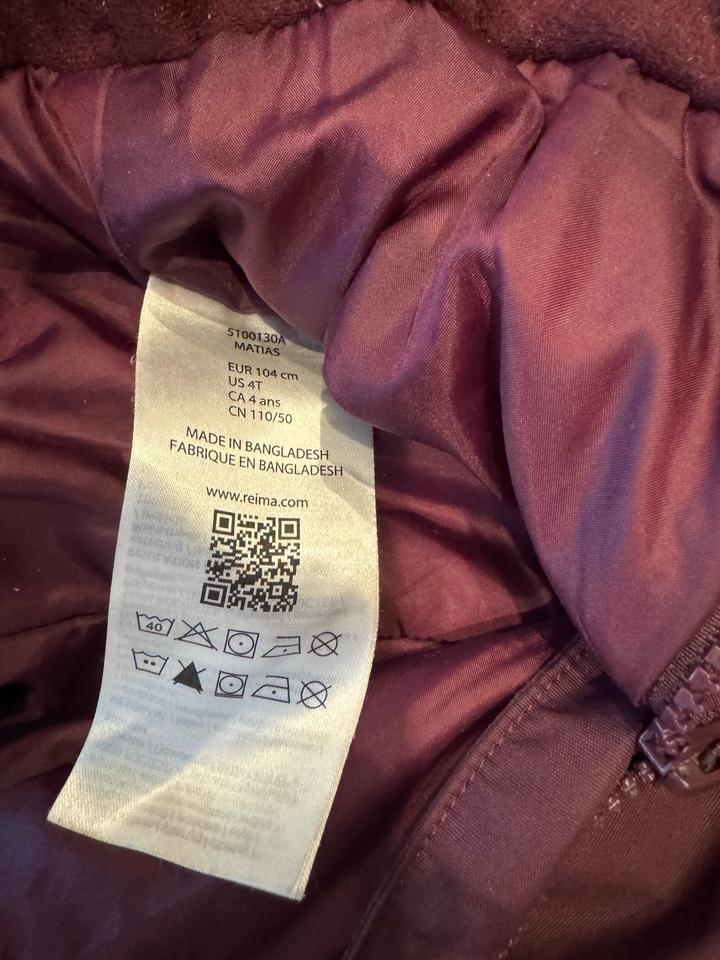 5100130A
MATIAS
EUR 104 cm
US 4T
CA 4 ans
CN 110/50
MADE IN BANGLADESH
FABRIQUE EN BANGLADESH
www.reima.com
40